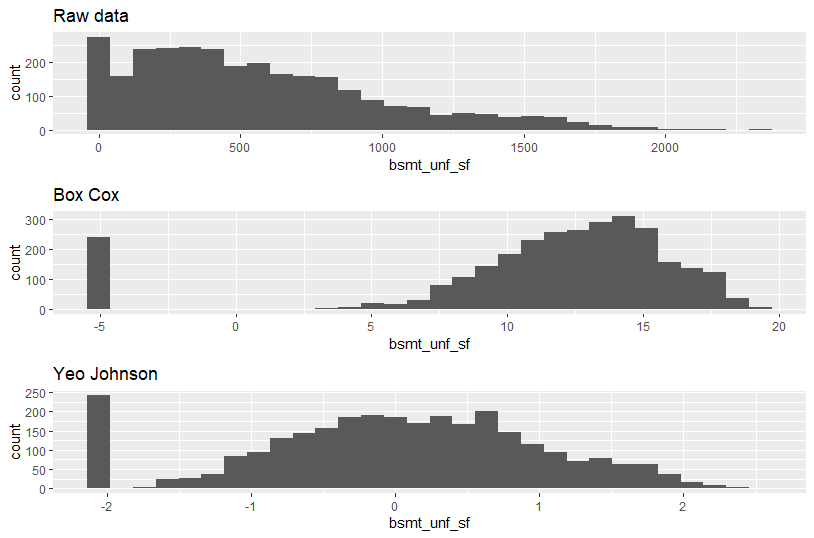 Raw data
count
200
100
0
0 500 1000 1500 2000
bsmt_unf_sf
Box Cox
count
300
200
100
0
-5 0 5 10 15 20
bsmt_unf_sf
Yeo Johnson
count
250
200
150
100
50
0
-2 -1 0 1 2
bsmt_unf_sf